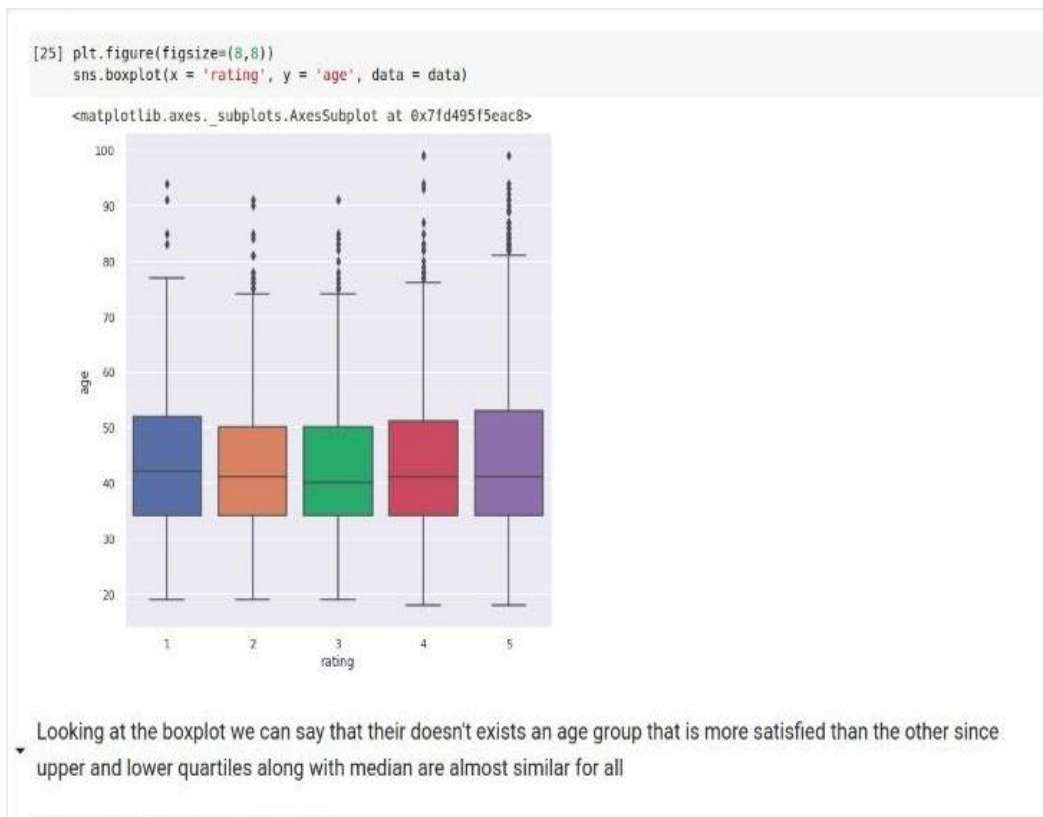 [25] plt.figure(figsize=(8,8))
sns.boxplot(x = 'rating', y = 'age', data = data)
<matplotlib.axes._subplots.AxesSubplot at 0x7fd495f5eac8>
100
90
80
70
60
50
40
30
20
age
1 2 3 4 5
rating
Looking at the boxplot we can say that their doesn't exists an age group that is more satisfied than the other since
upper and lower quartiles along with median are almost similar for all